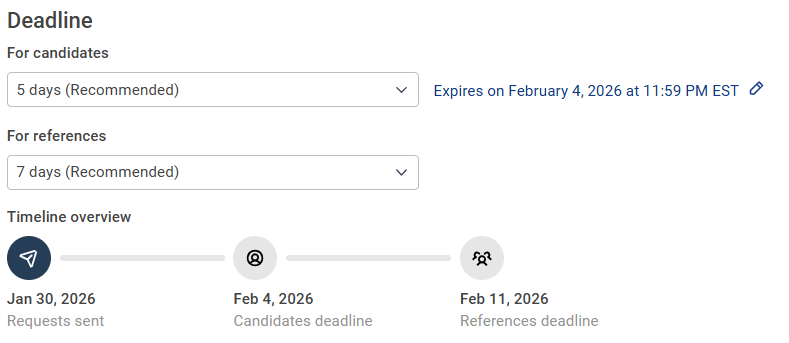 Deadline
For candidates
5 days (Recommended)
Expires on February 4, 2026 at 11:59 PM EST
For references
7 days (Recommended)
Timeline overview
Jan 30, 2026
Feb 4, 2026
Feb 11, 2026
Requests sent
Candidates deadline
References deadline